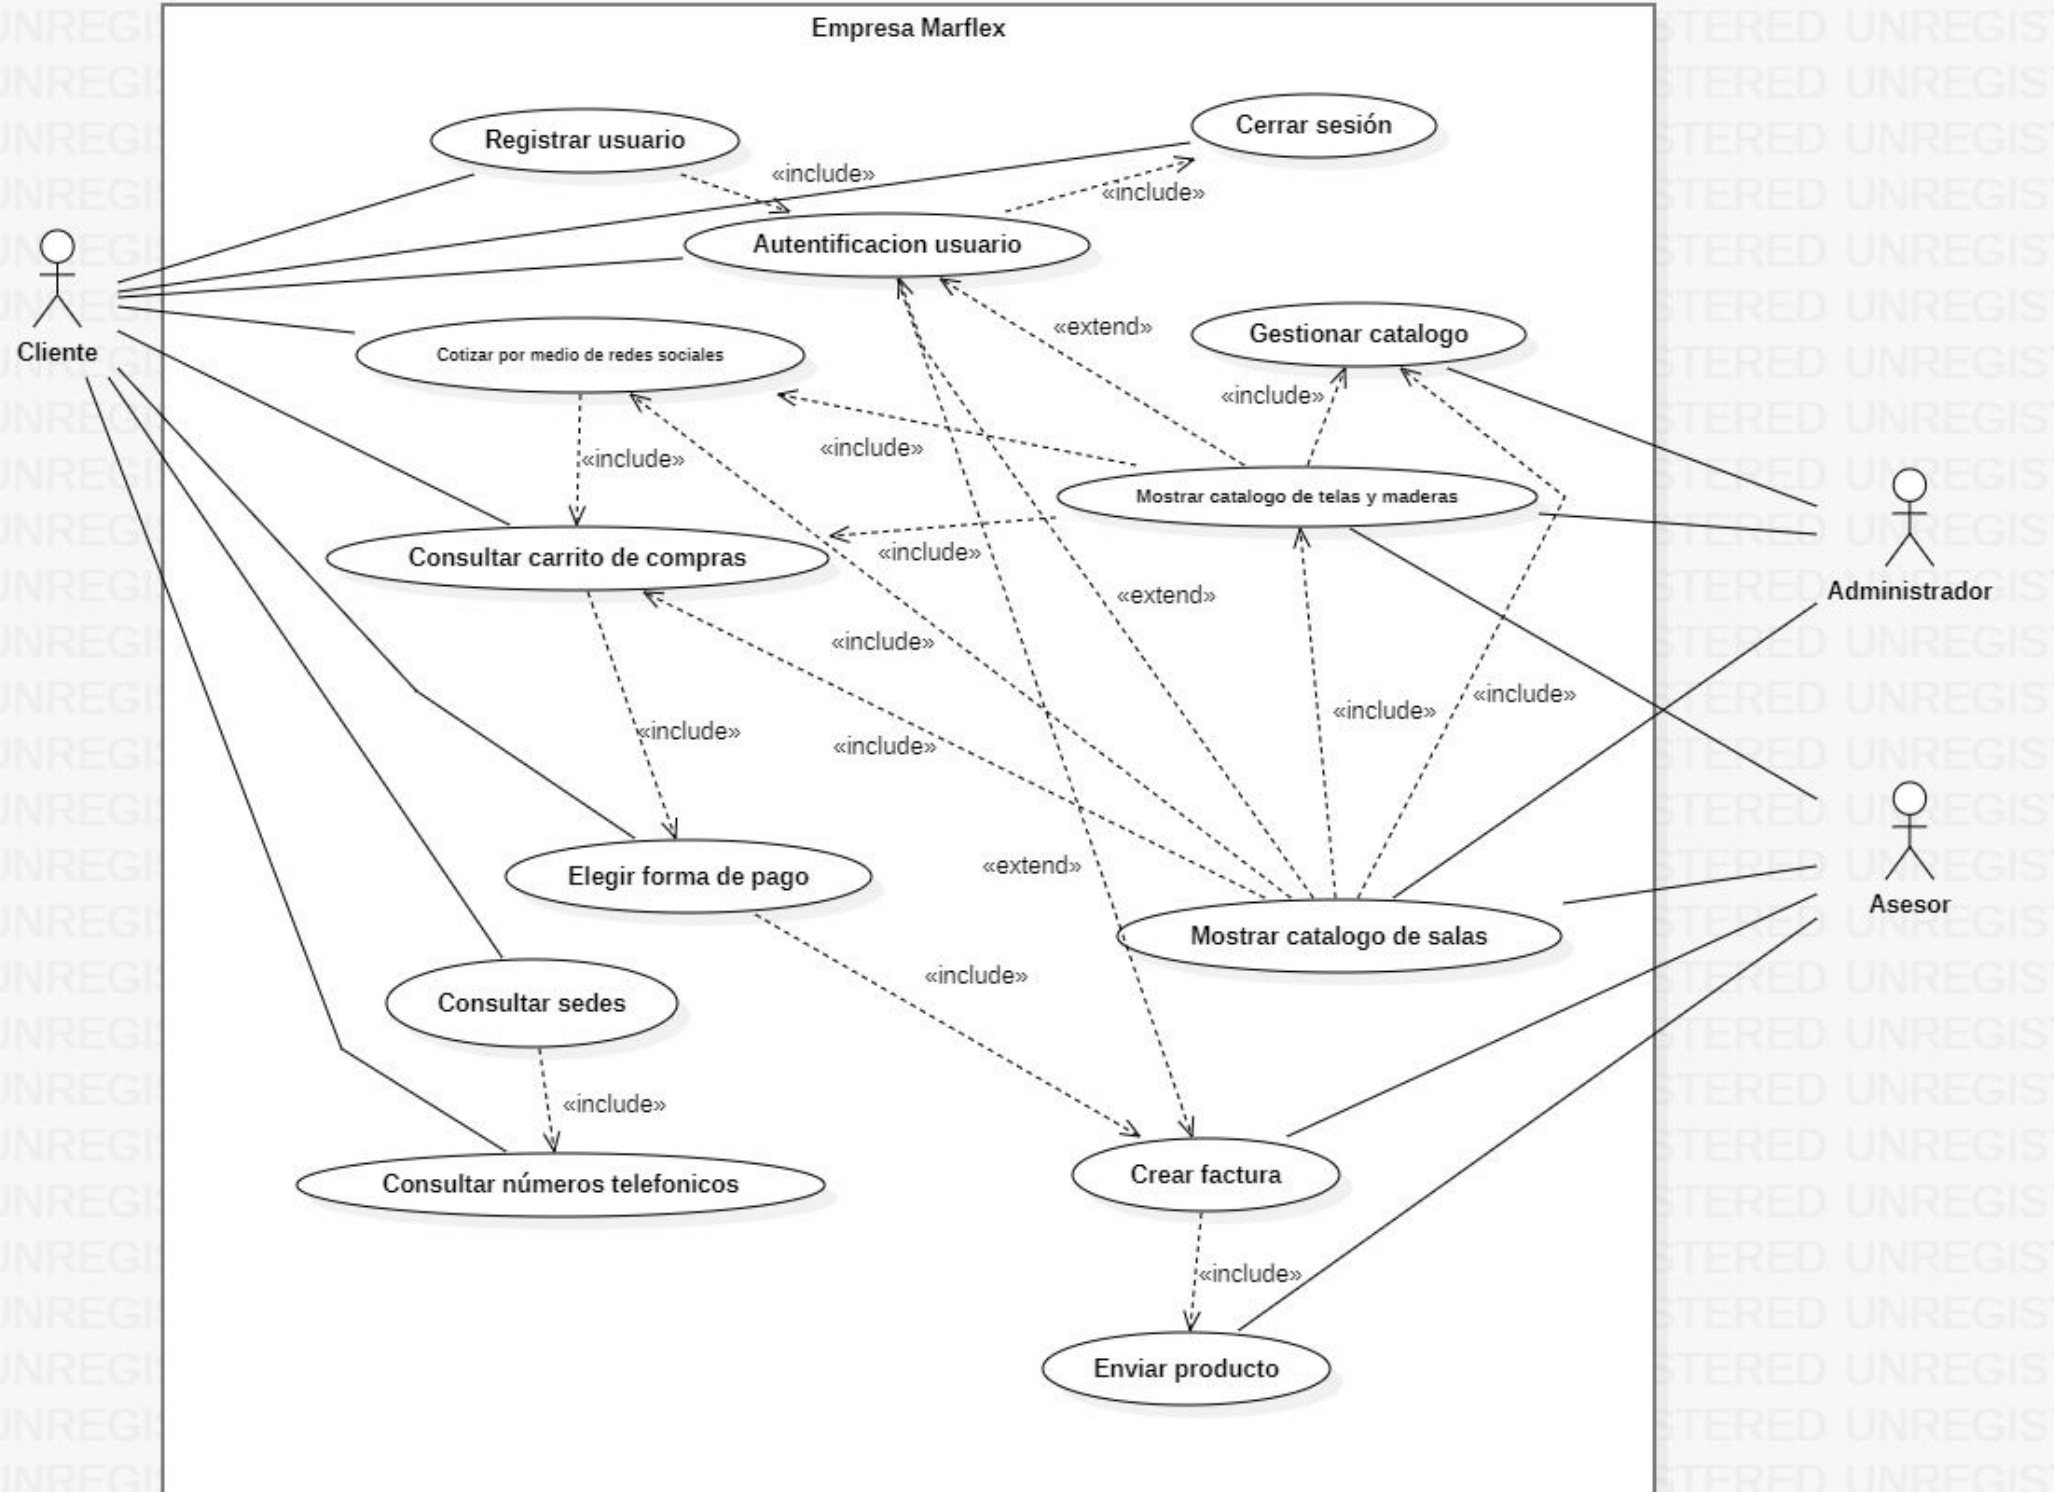 Empresa Marflex
Cerrar sesión
Registrar usuario
«include»
«include»
Autentificacion usuario
Cliente
«extend»
Gestionar catalogo
Cotizar por medio de redes sociales
«include»
«include»
«include»
Mostrar catalogo de telas y maderas
«include»
Consultar carrito de compras
Administrador
«extend»
«include»
«include»
«include»
«include»
«include»
«extend»
Elegir forma de pago
Asesor
Mostrar catalogo de salas
«include»
Consultar sedes
«include»
Crear factura
Consultar números telefonicos
«include»
Enviar producto
UNREGISTERED